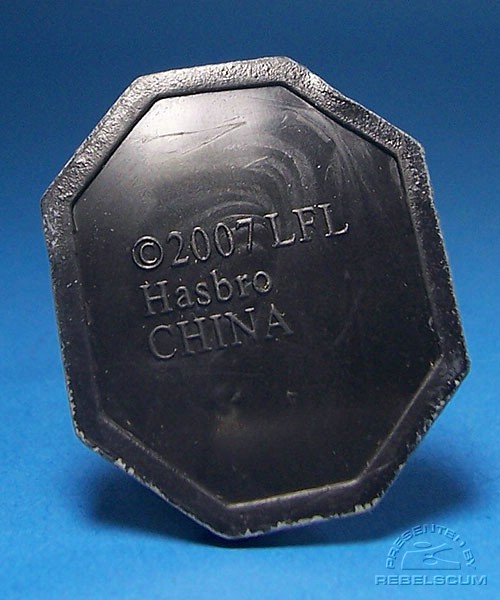 ©2007 LFL
Hasbro
CHINA
PRESENTED BY
REBELSCUM